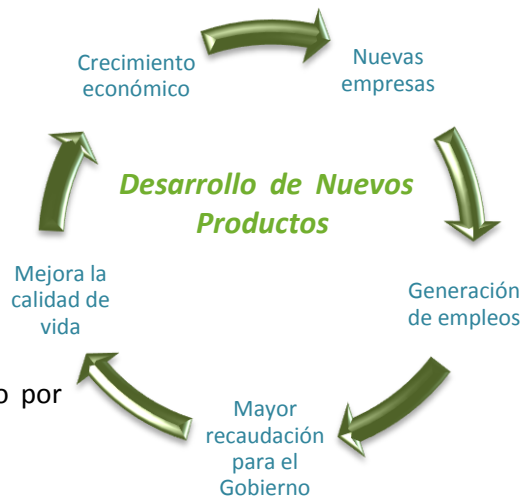 Crecimiento
económico
Nuevas
empresas
Desarrollo de Nuevos
Productos
Mejora la
calidad de
vida
Generación
de empleos
o por
Mayor
recaudación
para el
Gobierno